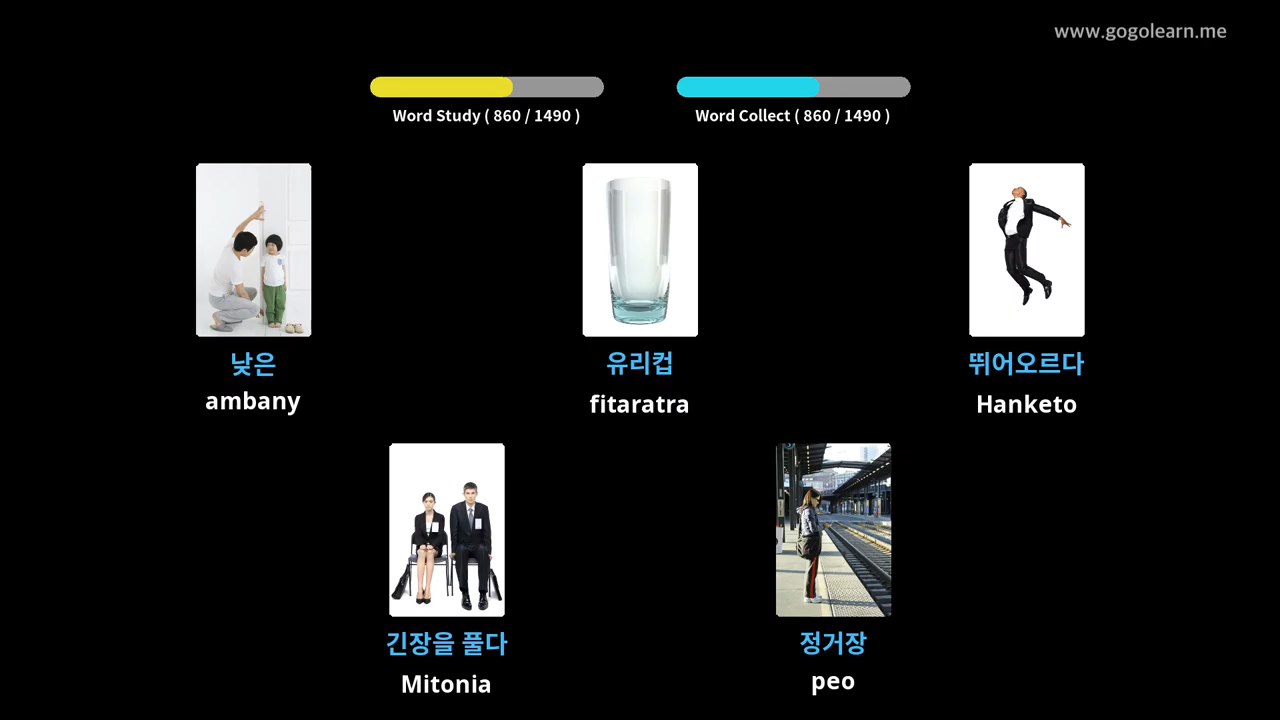 www.gogolearn.me
Word Study ( 860 / 1490 )
Word Collect ( 860 / 1490 )
낮은
ambany
유리컵
fitaratra
뛰어오르다
Hanketo
긴장을 풀다
Mitonia
정거장
peo